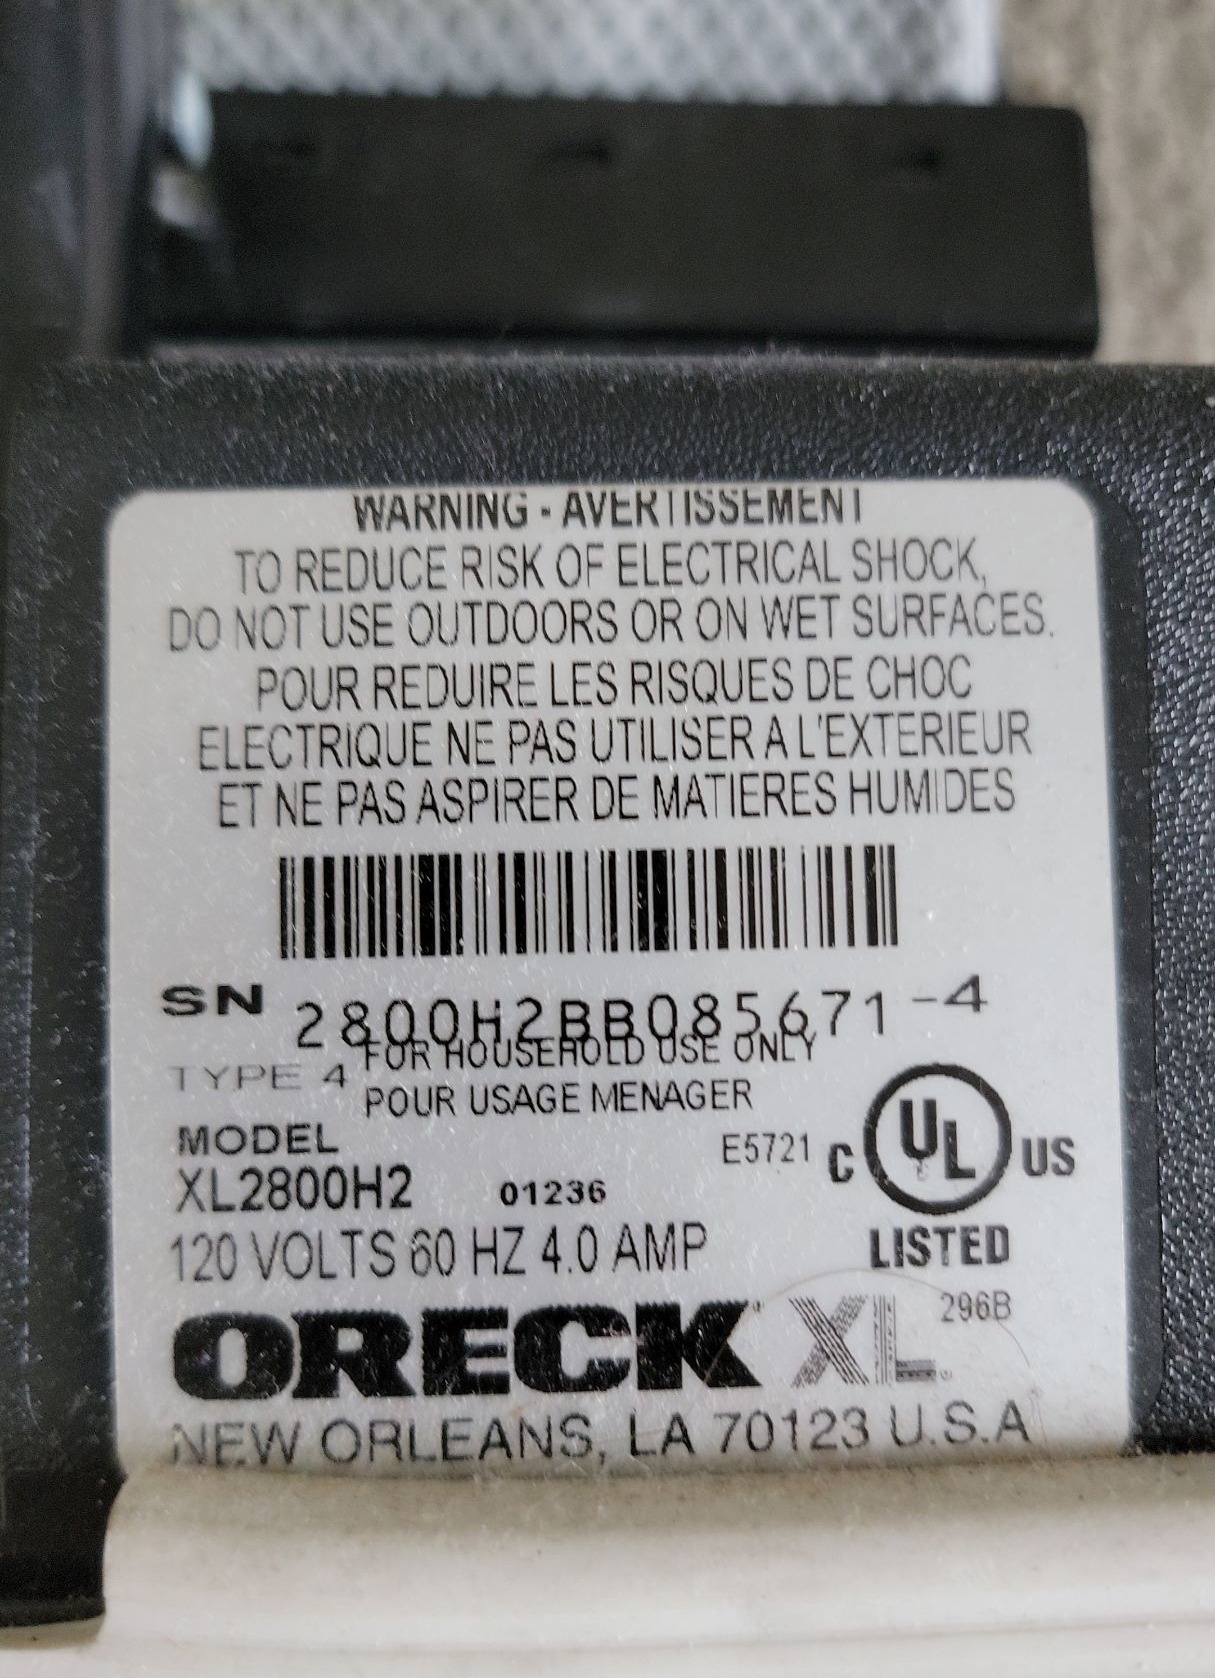 WARNING - AVERTISSEMENT
TO REDUCE RISK OF ELECTRICAL SHOCK,
DO NOT USE OUTDOORS OR ON WET SURFACES.
POUR REDUIRE LES RISQUES DE CHOC
ELECTRIQUE NE PAS UTILISER A L'EXTERIEUR
ET NE PAS ASPIRER DE MATIERES HUMIDES
SN 2800H2BB085671-4
FOR HOUSEHOLD USE ONLY
TYPE 4
POUR USAGE MENAGER
MODEL
E5721 C UL US
XL2800H2 01236
120 VOLTS 60 HZ 4.0 AMP
LISTED
296B
ORECK XL
NEW ORLEANS, LA 70123 U.S.A